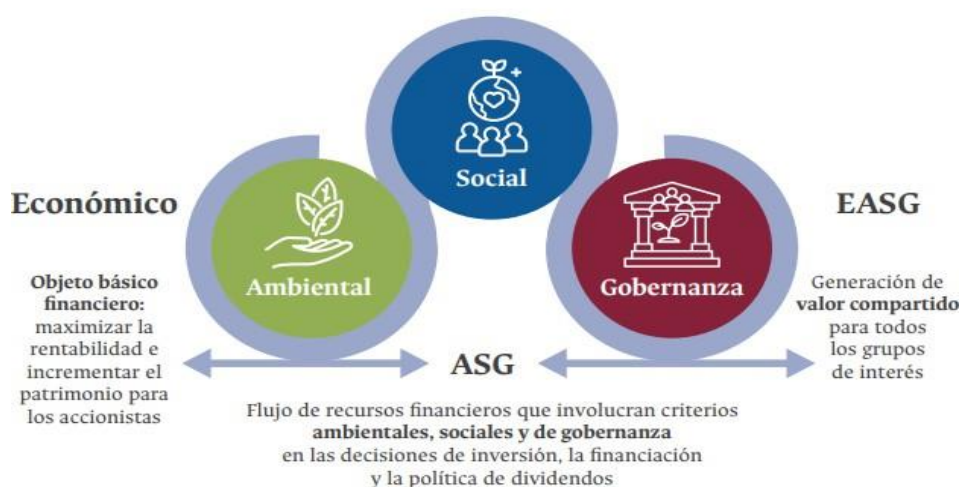 Social
Económico
Objeto básico
financiero:
maximizar la
rentabilidad e
incrementar el
patrimonio para
los accionistas
Ambiental
Gobernanza
EASG
Generación de
valor compartido
para todos
los grupos
de interés
ASG
Flujo de recursos financieros que involucran criterios
ambientales, sociales y de gobernanza
en las decisiones de inversión, la financiación
y la política de dividendos